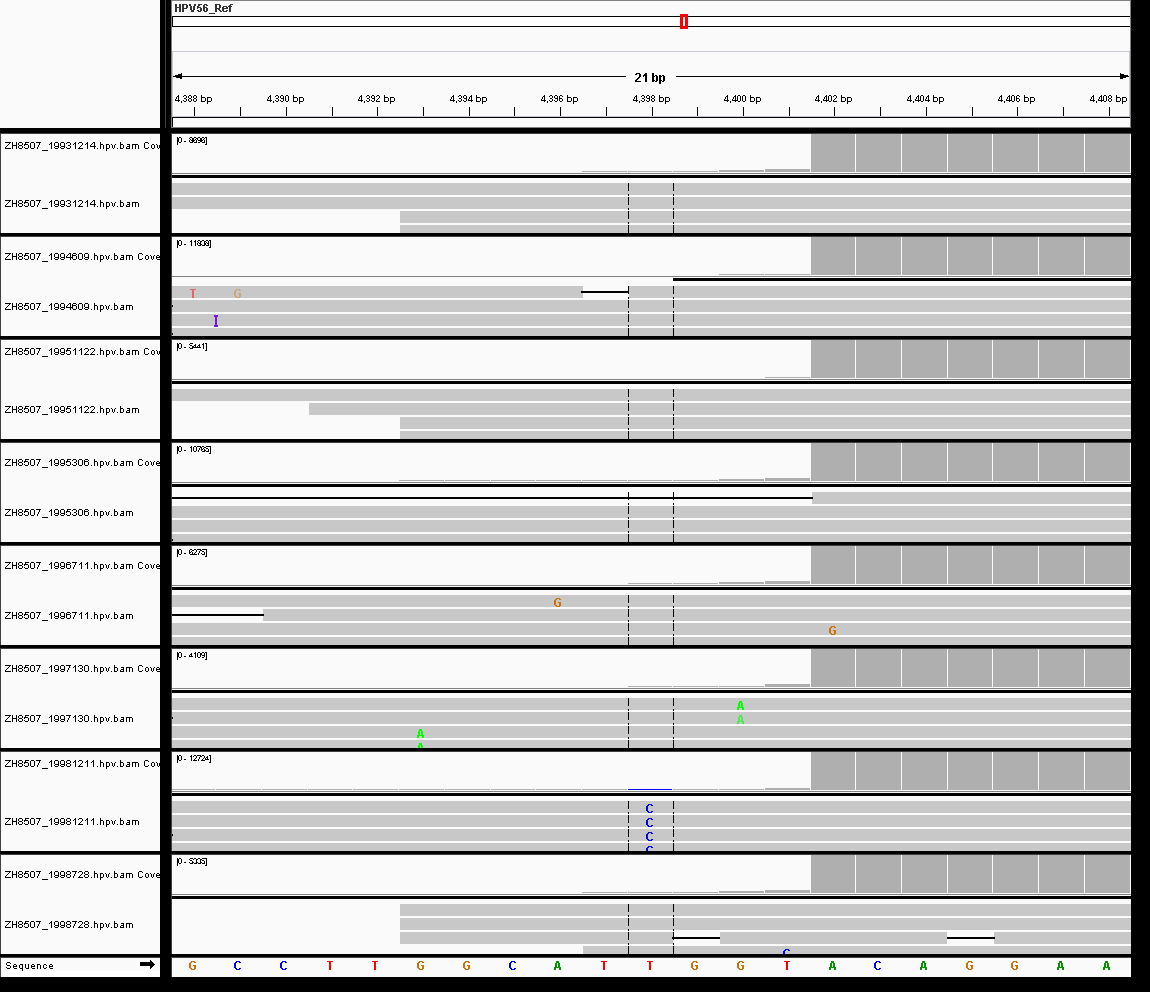 HPV56_Ref
21 bp
4,388 bp 4,390 bp 4,392 bp 4,394 bp 4,396 bp 4,398 bp 4,400 bp 4,402 bp 4,404 bp 4,406 bp 4,408 bp
ZH8507_19931214.hpv.bam Cov
[0 - 8696]
ZH8507_19931214.hpv.bam
ZH8507_1994609.hpv.bam Cove
[0 - 11838]
T G
ZH8507_1994609.hpv.bam
I
ZH8507_19951122.hpv.bam Cov
[0 - 5441]
ZH8507_19951122.hpv.bam
ZH8507_1995306.hpv.bam Cove
[0 - 10765]
ZH8507_1995306.hpv.bam
ZH8507_1996711.hpv.bam Cove
[0 - 6275]
G
ZH8507_1996711.hpv.bam
G
ZH8507_1997130.hpv.bam Cove
[0 - 4109]
A
ZH8507_1997130.hpv.bam
A
A
A
ZH8507_19981211.hpv.bam Cov
[0 - 12724]
C
ZH8507_19981211.hpv.bam
C
C
C
ZH8507_1998728.hpv.bam Cove
[0 - 5335]
ZH8507_1998728.hpv.bam
C
Sequence G C C T T G G C A T T G G T A C A G G A A